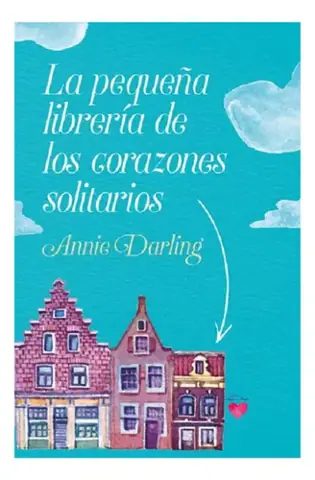 La pequeña
librería de
los corazones
solitarios
Annie Darling